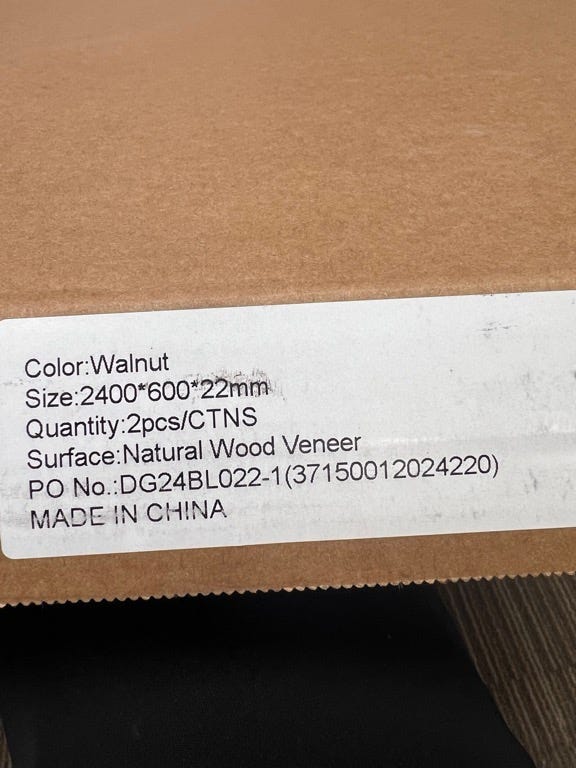 Color:Walnut
Size:2400*600*22mm
Quantity:2pcs/CTNS
Surface:Natural Wood Veneer
PO No.:DG24BL022-1(37150012024220)
MADE IN CHINA